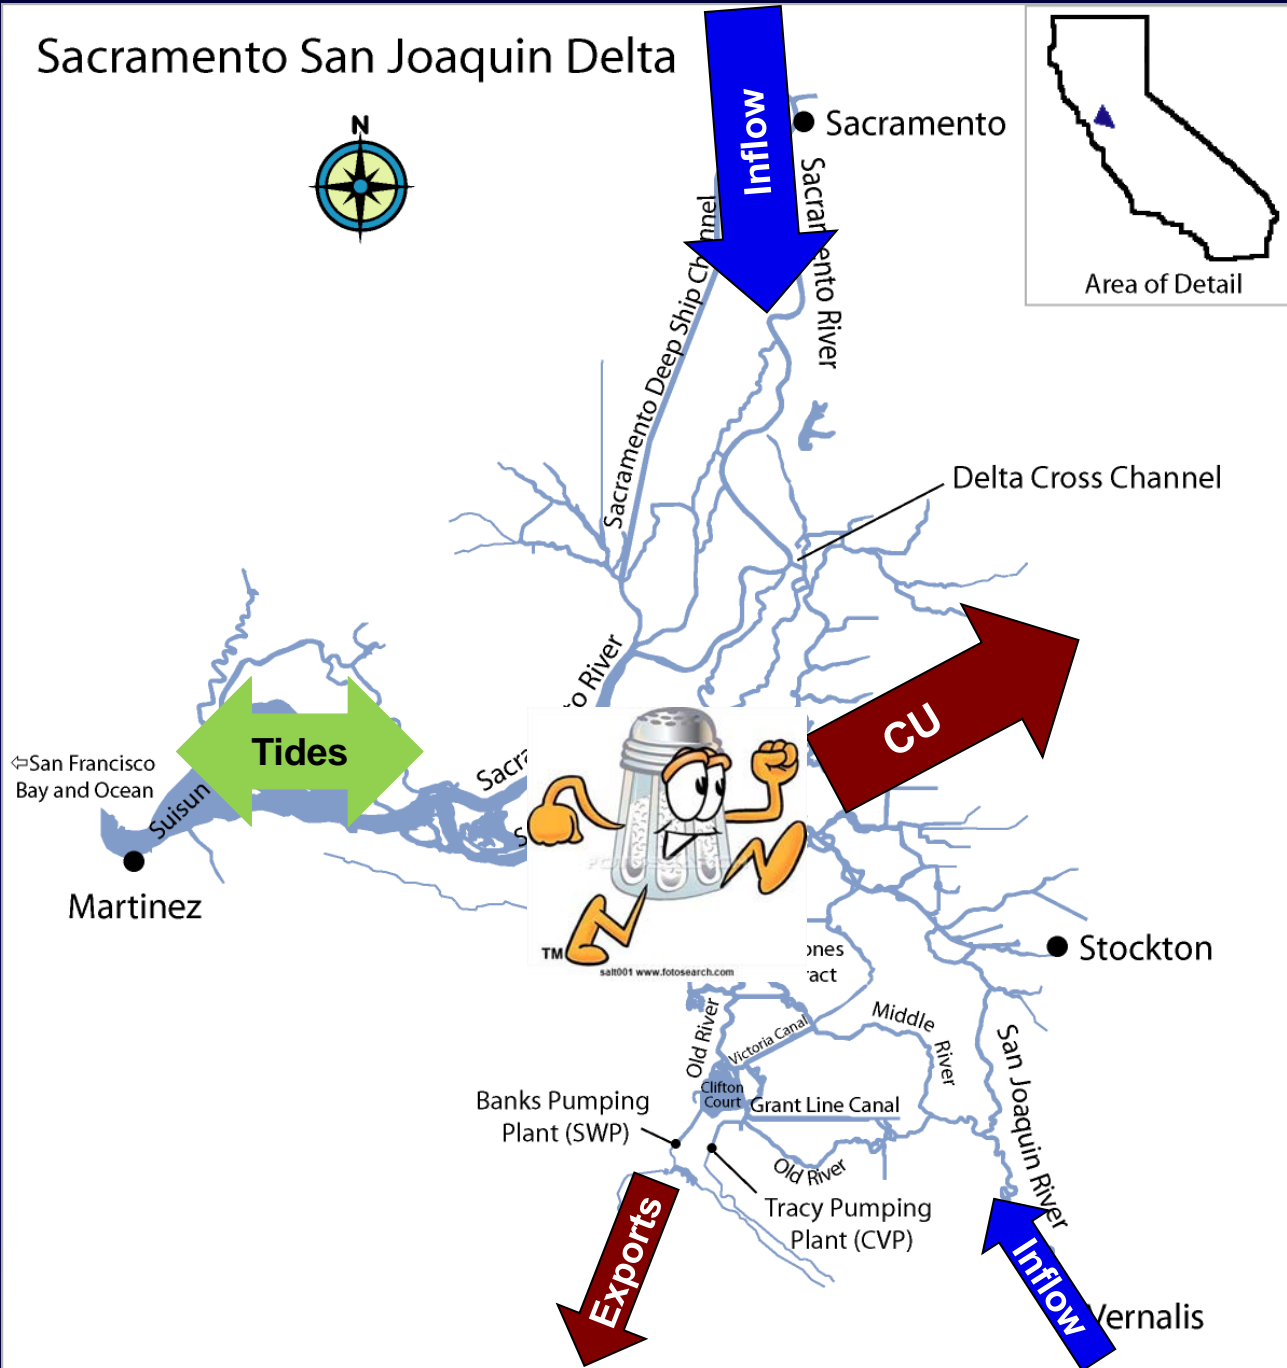 Sacramento San Joaquin Delta
N
Inflow
Sacramento
Area of Detail
Sacramento Deep Ship Channel
Sacramento River
Delta Cross Channel
CU
Tides
⇦San Francisco
Bay and Ocean
Suisun
Martinez
TM
salt001 www.fotosearch.com
Stockton
Old River
Victoria Canal
Middle
River
San Joaquin River
Clifton
Court
Grant Line Canal
Banks Pumping
Plant (SWP)
Old River
Tracy Pumping
Plant (CVP)
Exports
Inflow
Vernalis